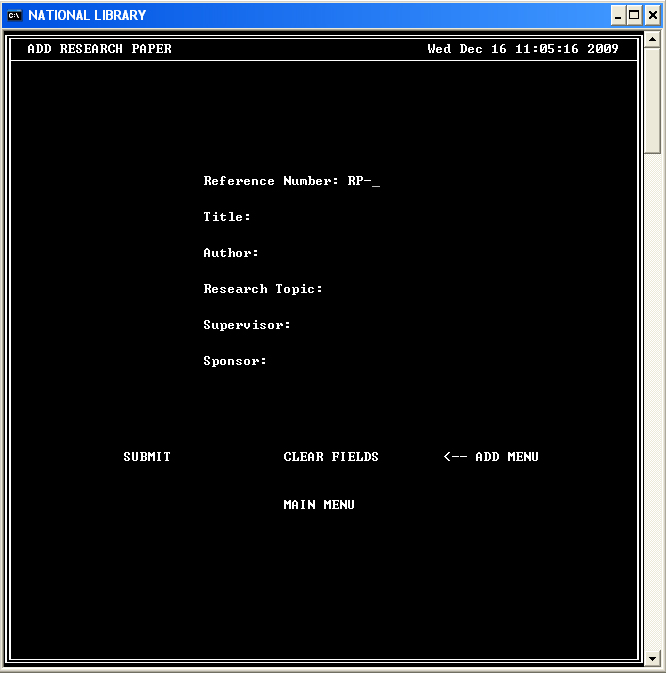 NATIONAL LIBRARY
ADD RESEARCH PAPER Wed Dec 16 11:05:16 2009
Reference Number: RP-_
Title:
Author:
Research Topic:
Supervisor:
Sponsor:
SUBMIT CLEAR FIELDS <-- ADD MENU
MAIN MENU